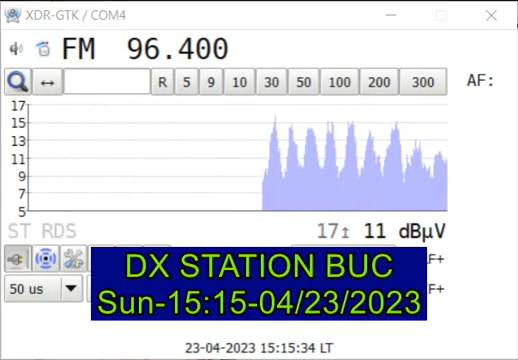 XDR-GTK / COM4
FM 96.400
R 5 9 10 30 50 100 200 300 AF:
17
15
13
11
9
7
5
ST RDS 17↕ 11 dBµV
F+
50 us F+
DX STATION BUC
Sun-15:15-04/23/2023
23-04-2023 15:15:34 LT